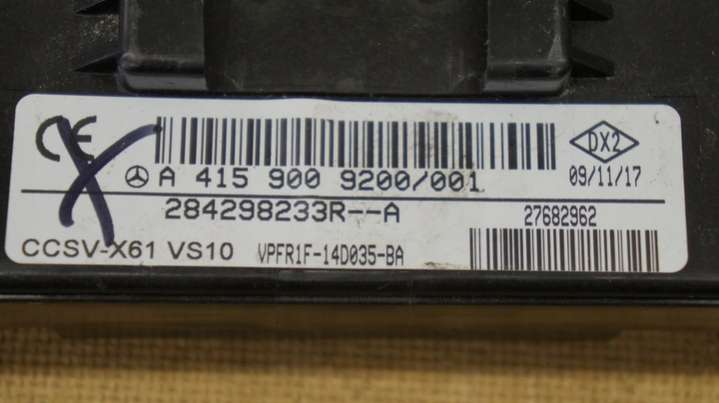 CE
DX2
A 415 900 9200/001
09/11/17
284298233R--A
27682962
CCSV-X61 VS10
VPFR1F-14D035-BA